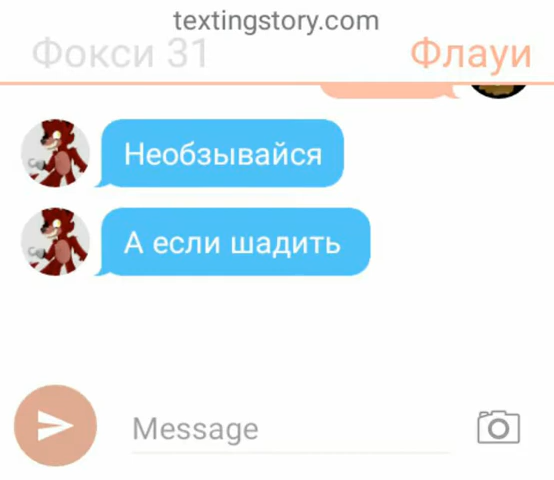 textingstory.com
Фокси 31
Флауи
Необзывайся
А если шадить
Message